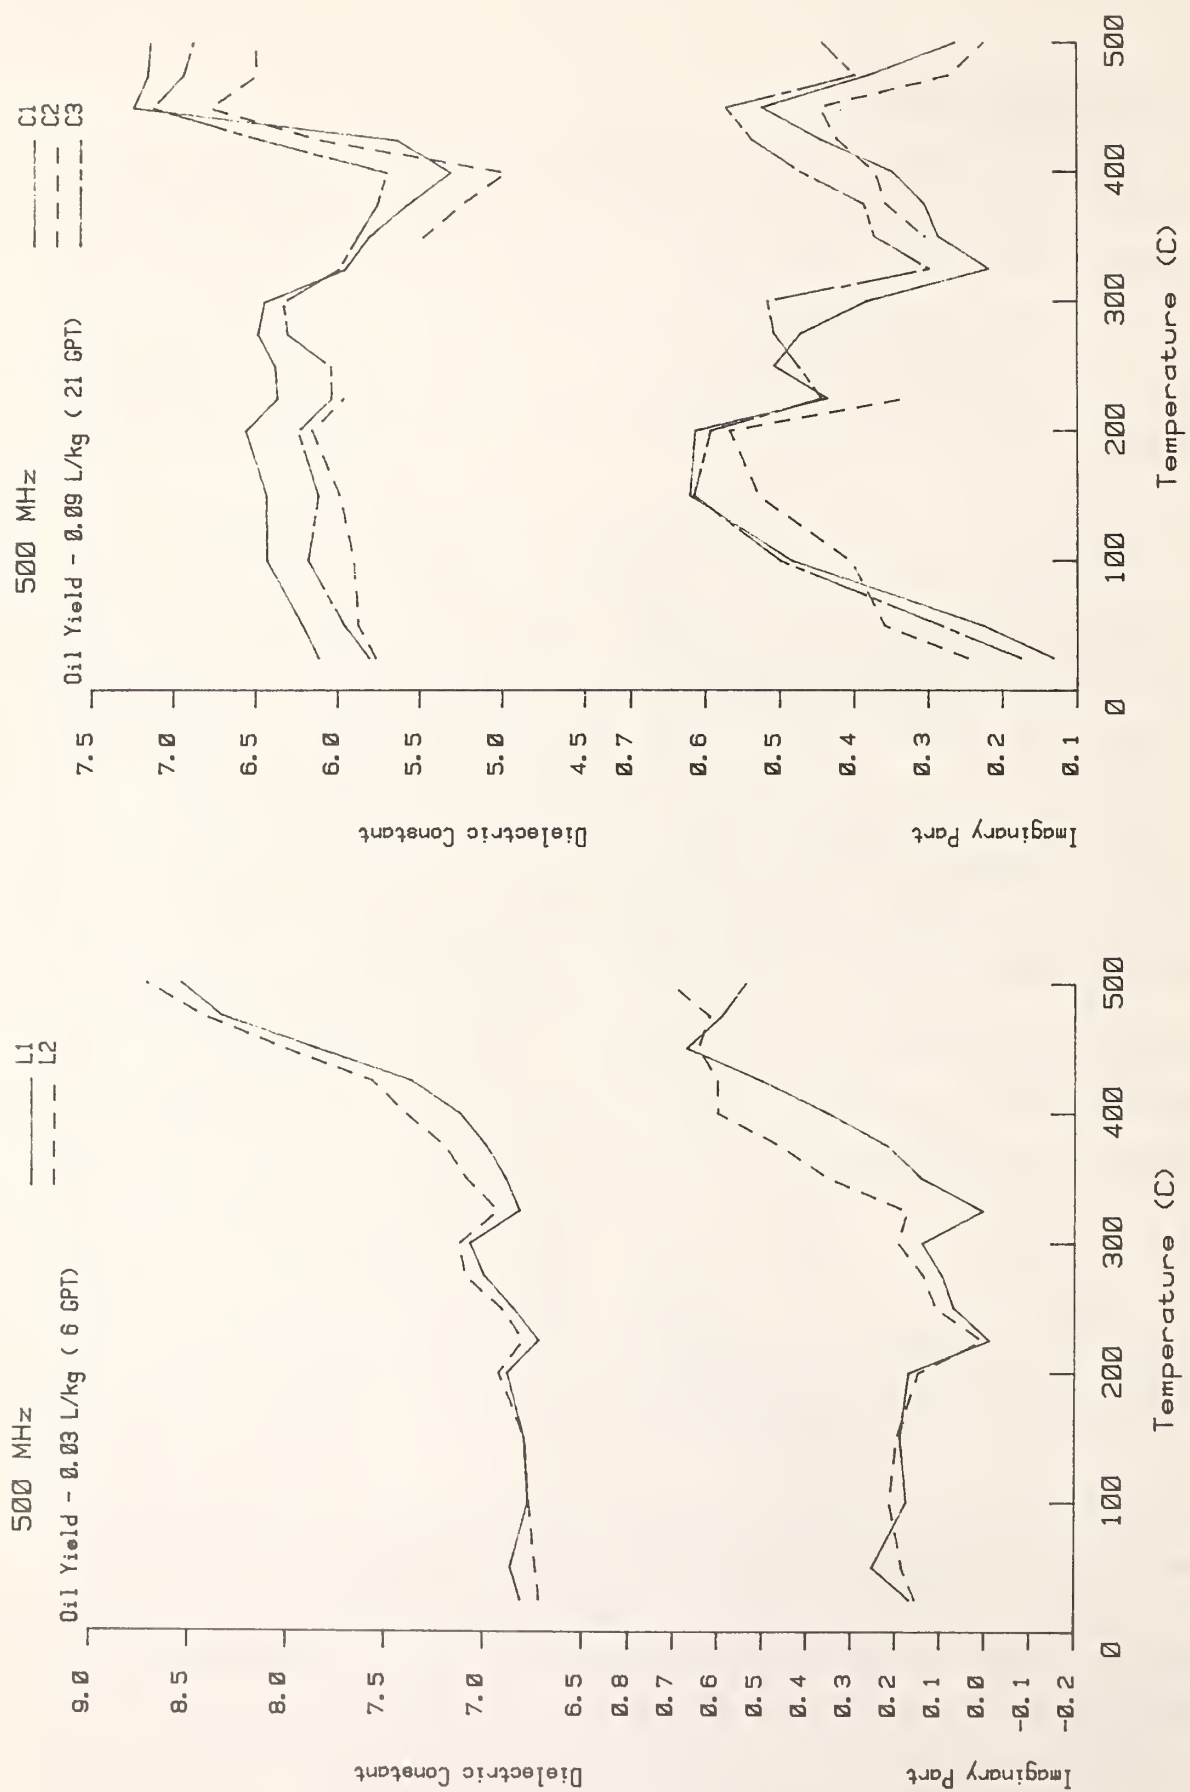 500 MHz
Oil Yield - 0.03 L/kg ( 6 GPT)
L1
L2
9.0
8.5
8.0
7.5
7.0
6.5
Dielectric Constant
0.8
0.7
0.6
0.5
0.4
0.3
0.2
0.1
0.0
-0.1
-0.2
Imaginary Part
0
100
200
300
400
500
Temperature (C)
500 MHz
Oil Yield - 0.09 L/kg ( 21 GPT)
C1
C2
C3
7.5
7.0
6.5
6.0
5.5
5.0
4.5
Dielectric Constant
0.7
0.6
0.5
0.4
0.3
0.2
0.1
Imaginary Part
0
100
200
300
400
500
Temperature (C)